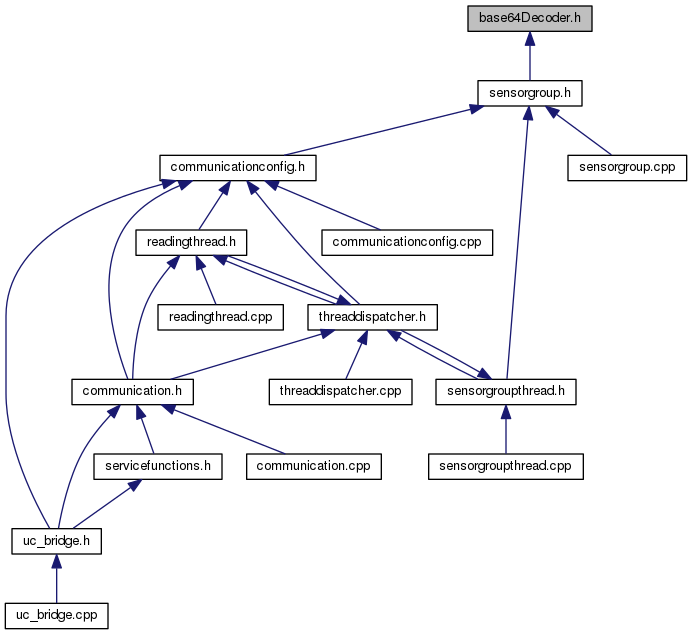 base64Decoder.h
sensorgroup.h
communicationconfig.h
sensorgroup.cpp
readingthread.h
communicationconfig.cpp
readingthread.cpp
threaddispatcher.h
communication.h
threaddispatcher.cpp
sensorgroupthread.h
servicefunctions.h
communication.cpp
sensorgroupthread.cpp
uc_bridge.h
uc_bridge.cpp